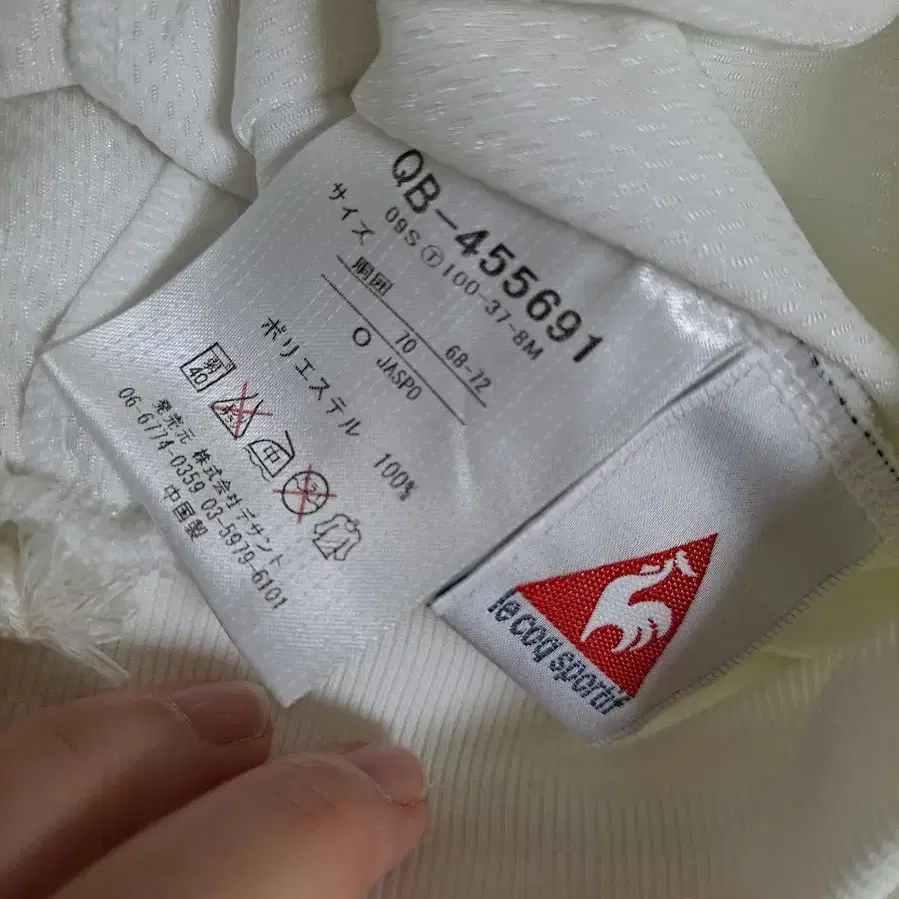 QB-455691
09S Ⓣ100-37-8M
サイズ
胴囲 70 68-72
O JASPO
ポリエステル 100%
弱
40
中
発売元 株式会社デサント
06-6774-0359 03-5979-6101
中国製
le coq sportif